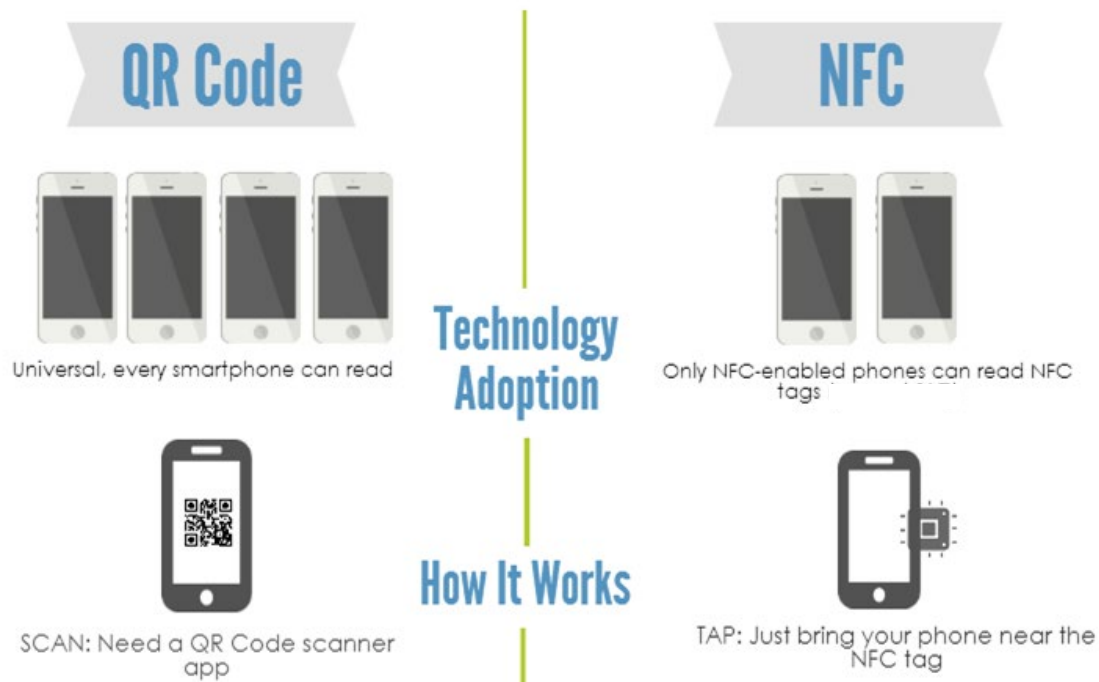 QR Code
NFC
Universal, every smartphone can read
Technology
Adoption
Only NFC-enabled phones can read NFC
tags
How It Works
SCAN: Need a QR Code scanner
app
TAP: Just bring your phone near the
NFC tag